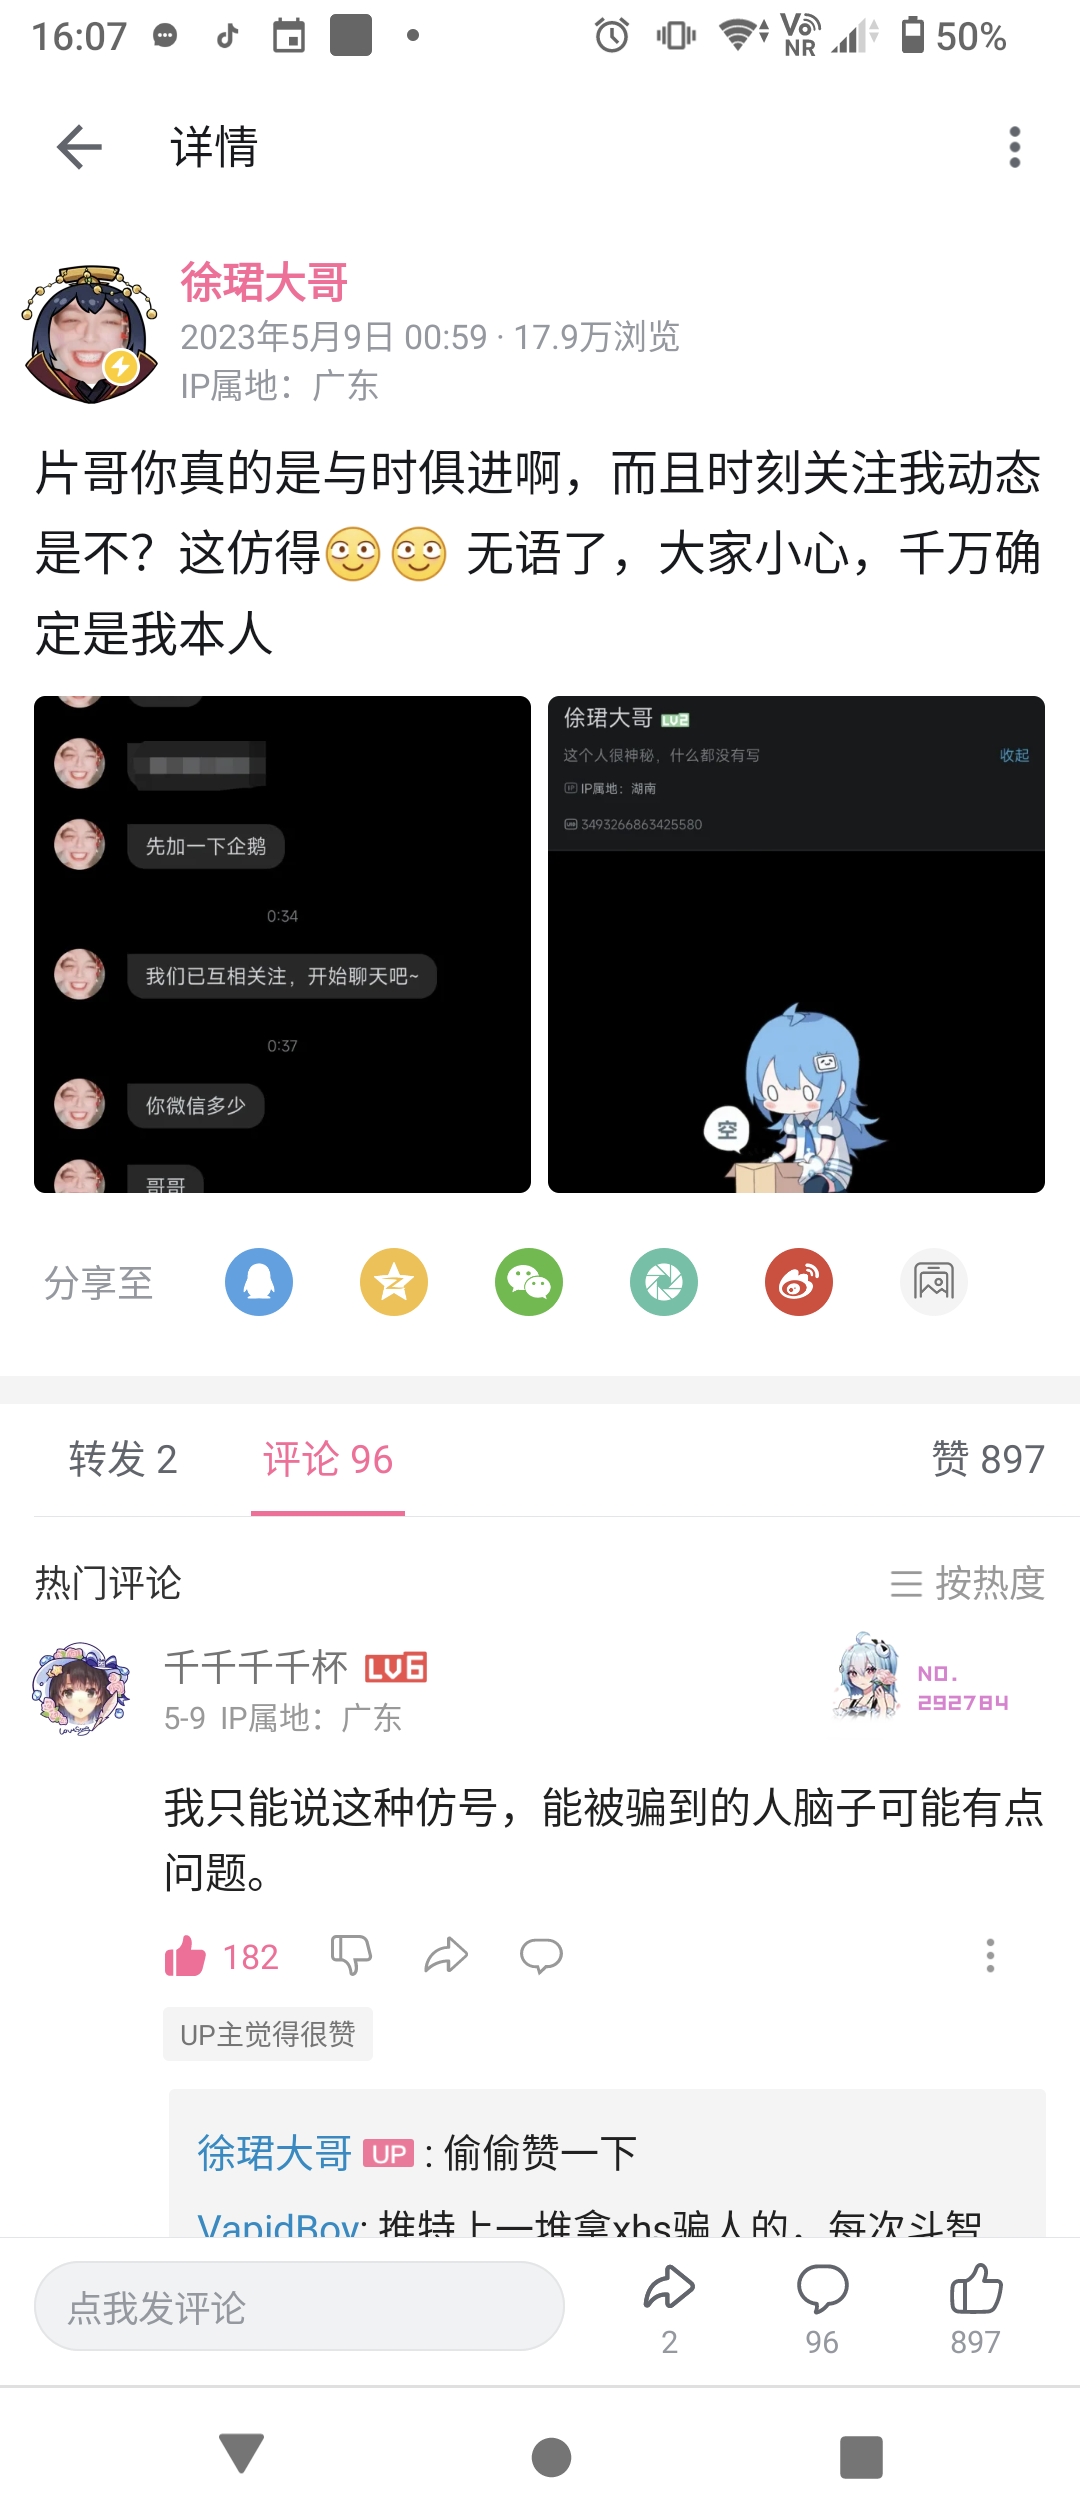 16:07
Vo
NR
50%
详情
徐珺大哥
2023年5月9日 00:59 · 17.9万浏览
IP属地：广东
片哥你真的是与时俱进啊，而且时刻关注我动态
是不？这仿得🙄🙄 无语了，大家小心，千万确
定是我本人
先加一下企鹅
0:34
我们已互相关注，开始聊天吧~
0:37
你微信多少
哥哥
徐珺大哥 LV2
这个人很神秘，什么都没有写
收起
IP属地：湖南
3493266863425580
空
分享至
转发 2
评论 96
赞 897
热门评论
按热度
千千千千杯 LV6
5-9 IP属地：广东
NO.
292784
我只能说这种仿号，能被骗到的人脑子可能有点
问题。
182
UP主觉得很赞
徐珺大哥 UP : 偷偷赞一下
VapidBoy: 推特上一堆拿xhs骗人的，每次斗智
点我发评论
2
96
897